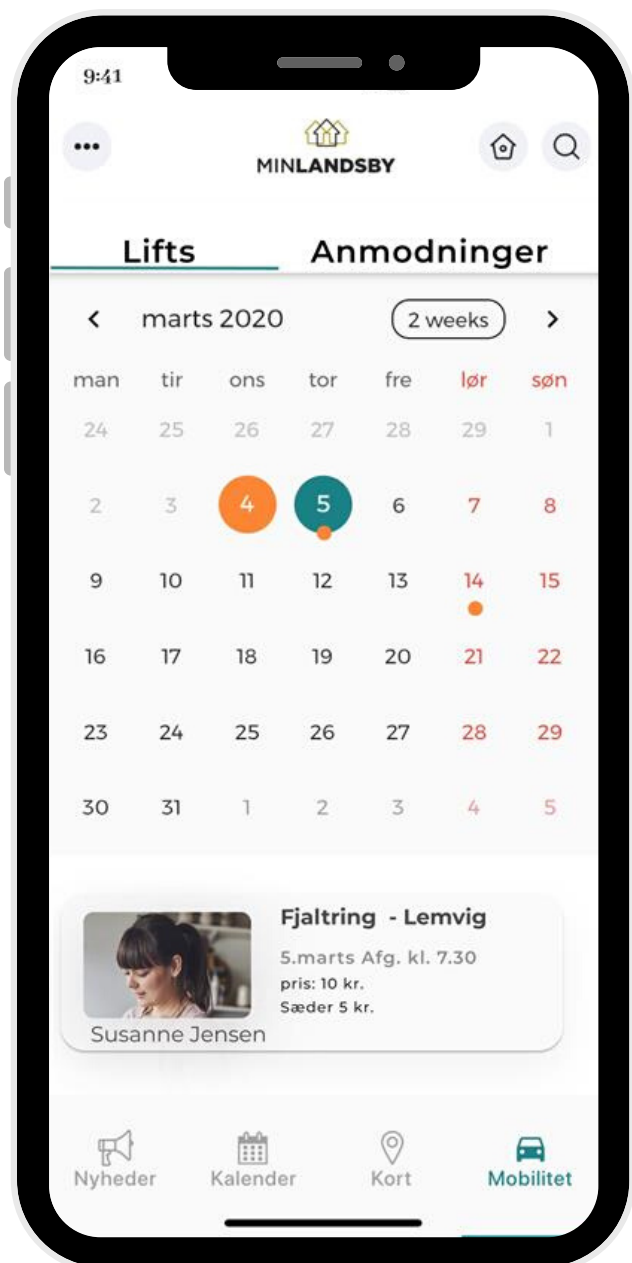 9:41
MINLANDSBY
Lifts Anmodninger
marts 2020 2 weeks
man tir ons tor fre lør søn
24 25 26 27 28 29 1
2 3 4 5 6 7 8
9 10 11 12 13 14 15
16 17 18 19 20 21 22
23 24 25 26 27 28 29
30 31 1 2 3 4 5
Fjaltring - Lemvig
5.marts Afg. kl. 7.30
pris: 10 kr.
Sæder 5 kr.
Susanne Jensen
Nyheder Kalender Kort Mobilitet